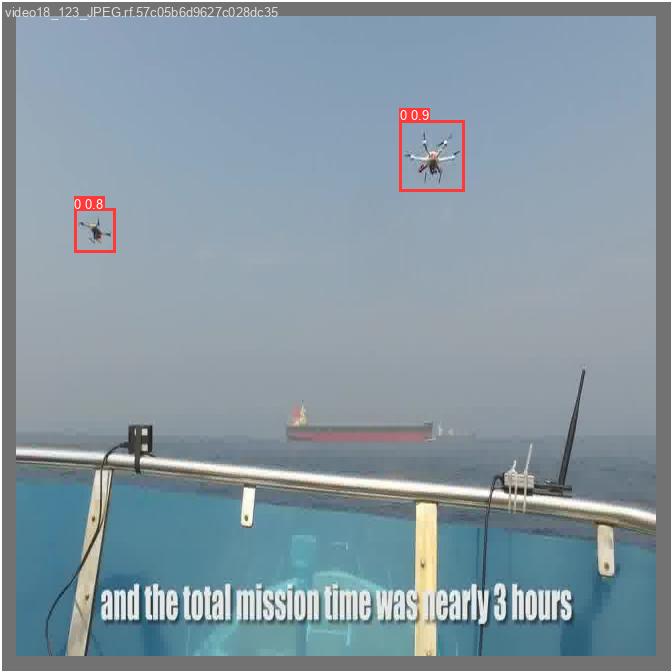 video18_123_JPEG.rf.57c05b6d9627c028dc35
0 0.9
0 0.8
and the total mission time was nearly 3 hours